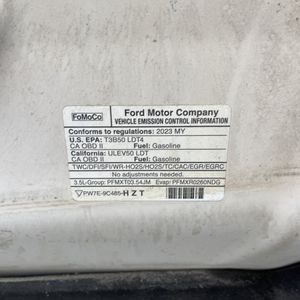 FoMoCo
Ford Motor Company
VEHICLE EMISSION CONTROL INFORMATION
Conforms to regulations: 2023 MY
U.S. EPA: T3B50 LDT4
CA OBD II Fuel: Gasoline
California: ULEV50 LDT
CA OBD II Fuel: Gasoline
TWC/DFI/SFI/WR-HO2S/HO2S/TC/CAC/EGR/EGRC
No adjustments needed.
3.5L-Group: PFMXT03.54JM Evap: PFMXR0260NDG
PW7E-9C485-HZT